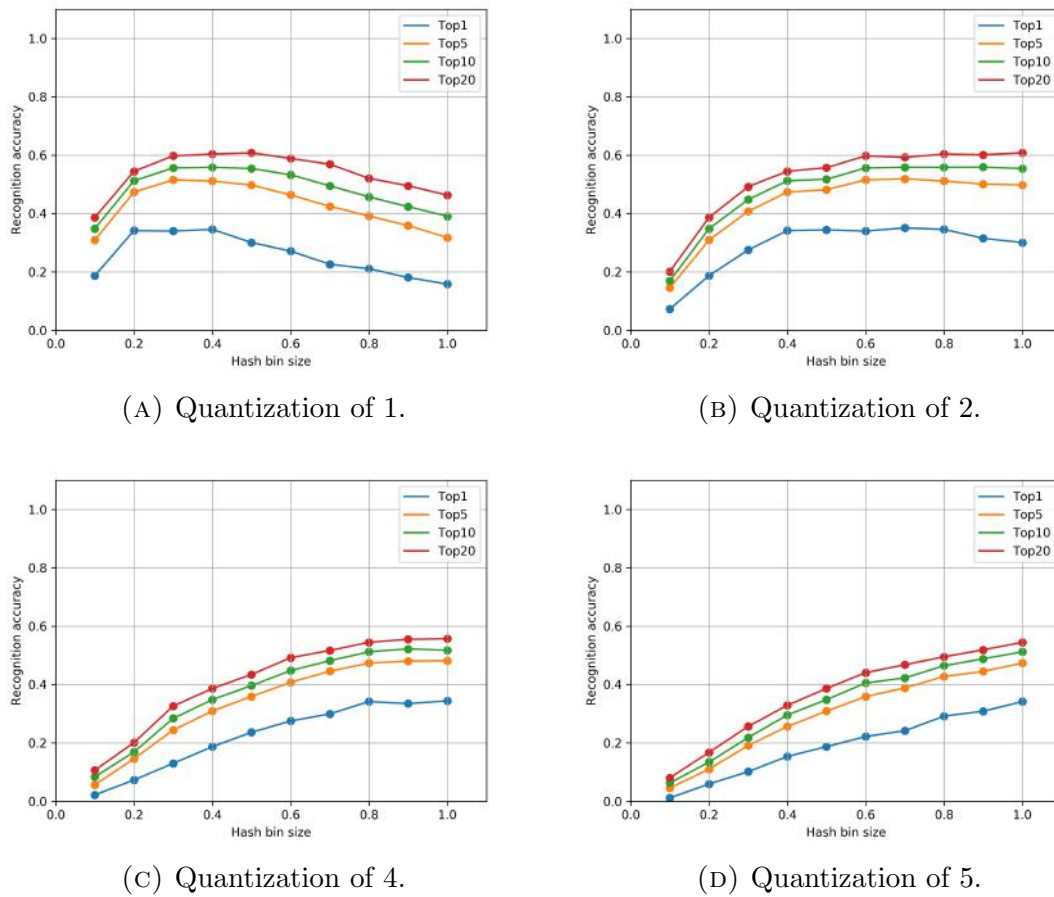 Recognition accuracy
1.0
0.8
0.6
0.4
0.2
0.0
Top1
Top5
Top10
Top20
0.0 0.2 0.4 0.6 0.8 1.0
Hash bin size
(A) Quantization of 1.
Recognition accuracy
1.0
0.8
0.6
0.4
0.2
0.0
Top1
Top5
Top10
Top20
0.0 0.2 0.4 0.6 0.8 1.0
Hash bin size
(B) Quantization of 2.
Recognition accuracy
1.0
0.8
0.6
0.4
0.2
0.0
Top1
Top5
Top10
Top20
0.0 0.2 0.4 0.6 0.8 1.0
Hash bin size
(C) Quantization of 4.
Recognition accuracy
1.0
0.8
0.6
0.4
0.2
0.0
Top1
Top5
Top10
Top20
0.0 0.2 0.4 0.6 0.8 1.0
Hash bin size
(D) Quantization of 5.